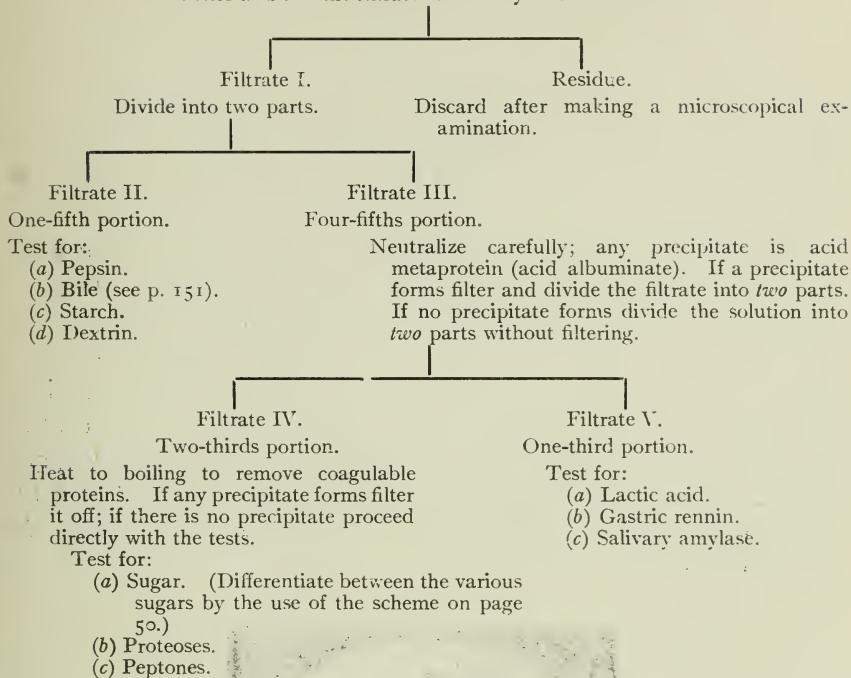 Filtrate I.
Divide into two parts.
Residue.
Discard after making a microscopical ex-
amination.
Filtrate II.
One-fifth portion.
Test for:
(a) Pepsin.
(b) Bile (see p. 151).
(c) Starch.
(d) Dextrin.
Filtrate III.
Four-fifths portion.
Neutralize carefully; any precipitate is acid
metaprotein (acid albuminate). If a precipitate
forms filter and divide the filtrate into two parts.
If no precipitate forms divide the solution into
two parts without filtering.
Filtrate IV.
Two-thirds portion.
Heat to boiling to remove coagulable
proteins. If any precipitate forms filter
it off; if there is no precipitate proceed
directly with the tests.
Test for:
(a) Sugar. (Differentiate between the various
sugars by the use of the scheme on page
50.)
(b) Proteoses.
(c) Peptones.
Filtrate V.
One-third portion.
Test for:
(a) Lactic acid.
(b) Gastric rennin.
(c) Salivary amylase.